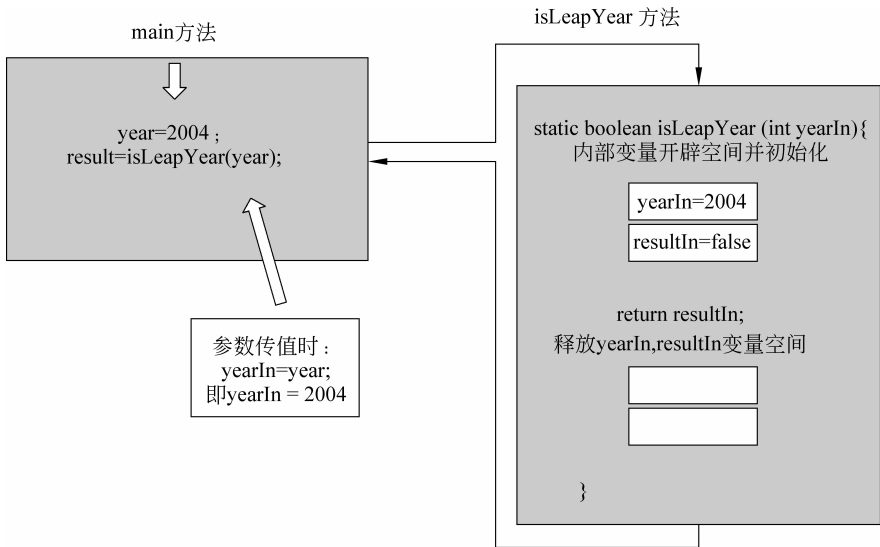 main方法
year=2004 ;
result=isLeapYear(year);
参数传值时：
yearIn=year;
即yearIn = 2004
isLeapYear 方法
static boolean isLeapYear (int yearIn){
内部变量开辟空间并初始化
yearIn=2004
resultIn=false
return resultIn;
释放yearIn,resultIn变量空间
}